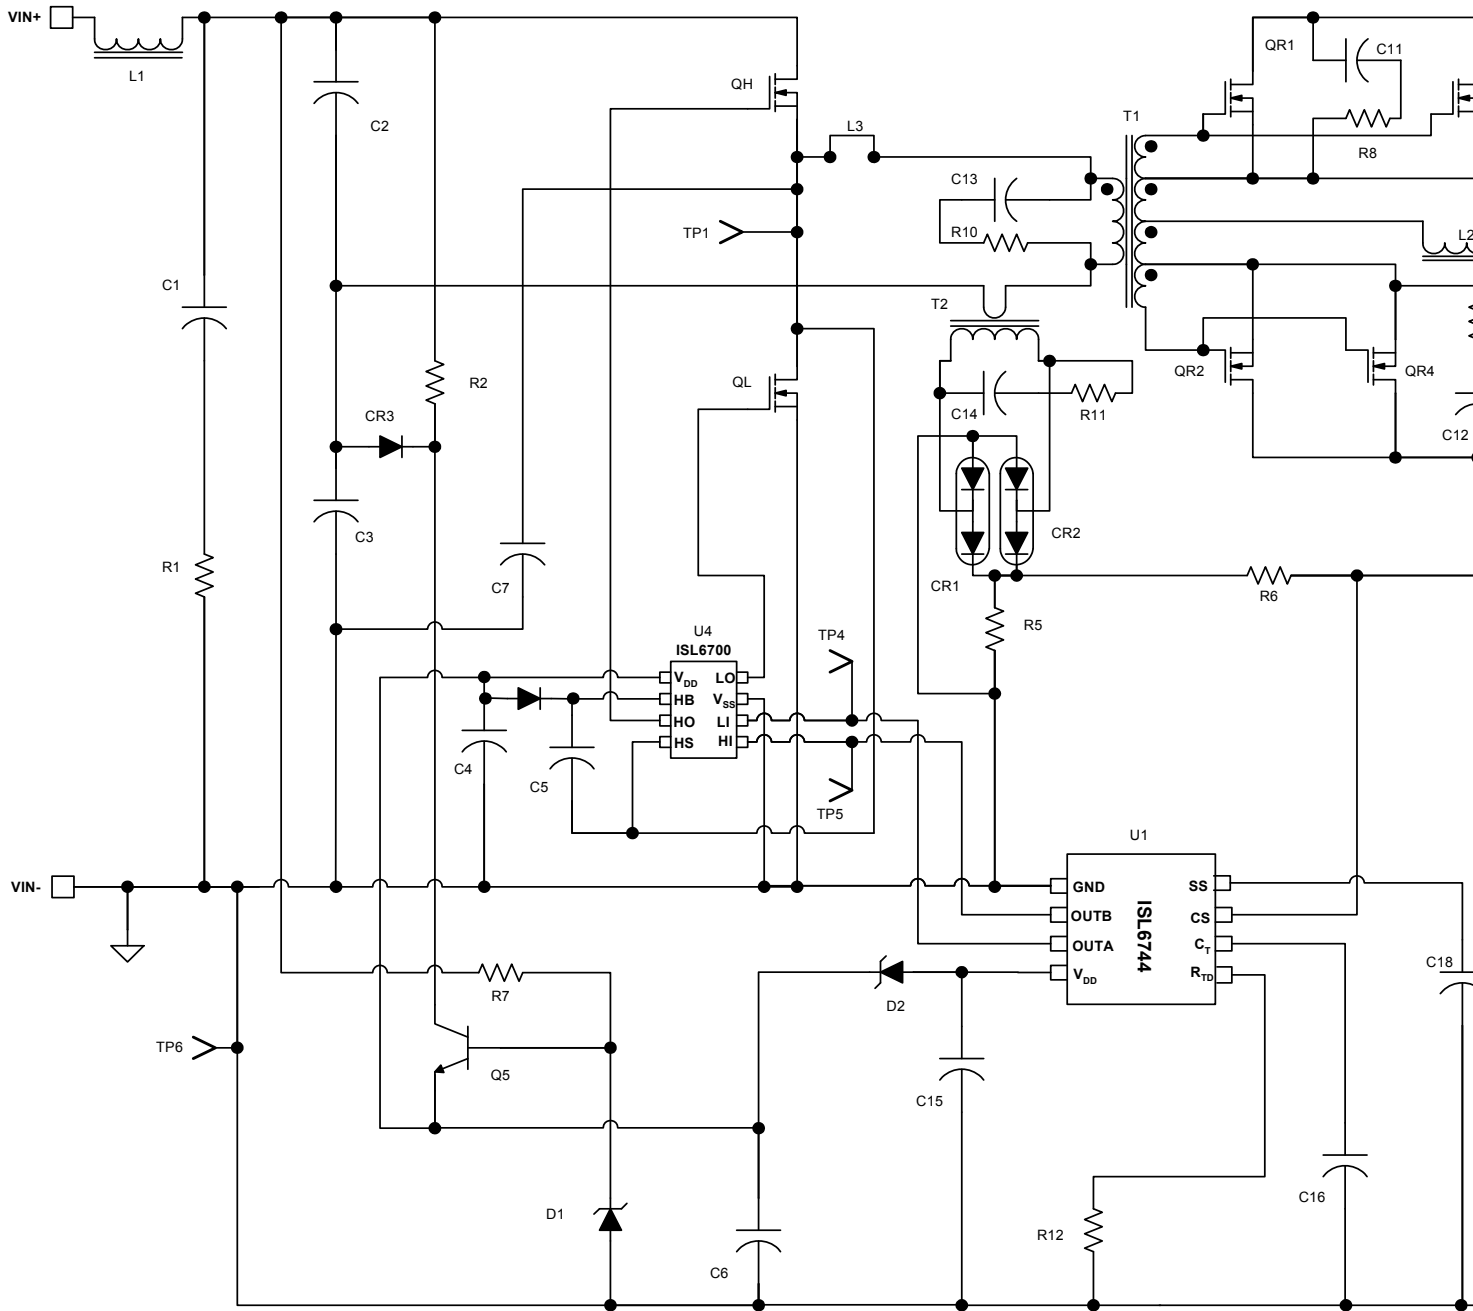 VIN+
L1
QH
QR1
C11
C2
L3
T1
R8
C13
R10
TP1
L2
C1
T2
R2
QL
QR2
QR4
CR3
C14
R11
C12
C3
CR2
R1
C7
CR1
R6
R5
U4
ISL6700
TP4
VDD
LO
HB
VSS
HO
LI
HS
HI
C4
C5
TP5
U1
VIN-
GND
SS
OUTB
CS
OUTA
CT
VDD
RTD
ISL6744
C18
R7
D2
TP6
Q5
C15
C16
D1
R12
C6